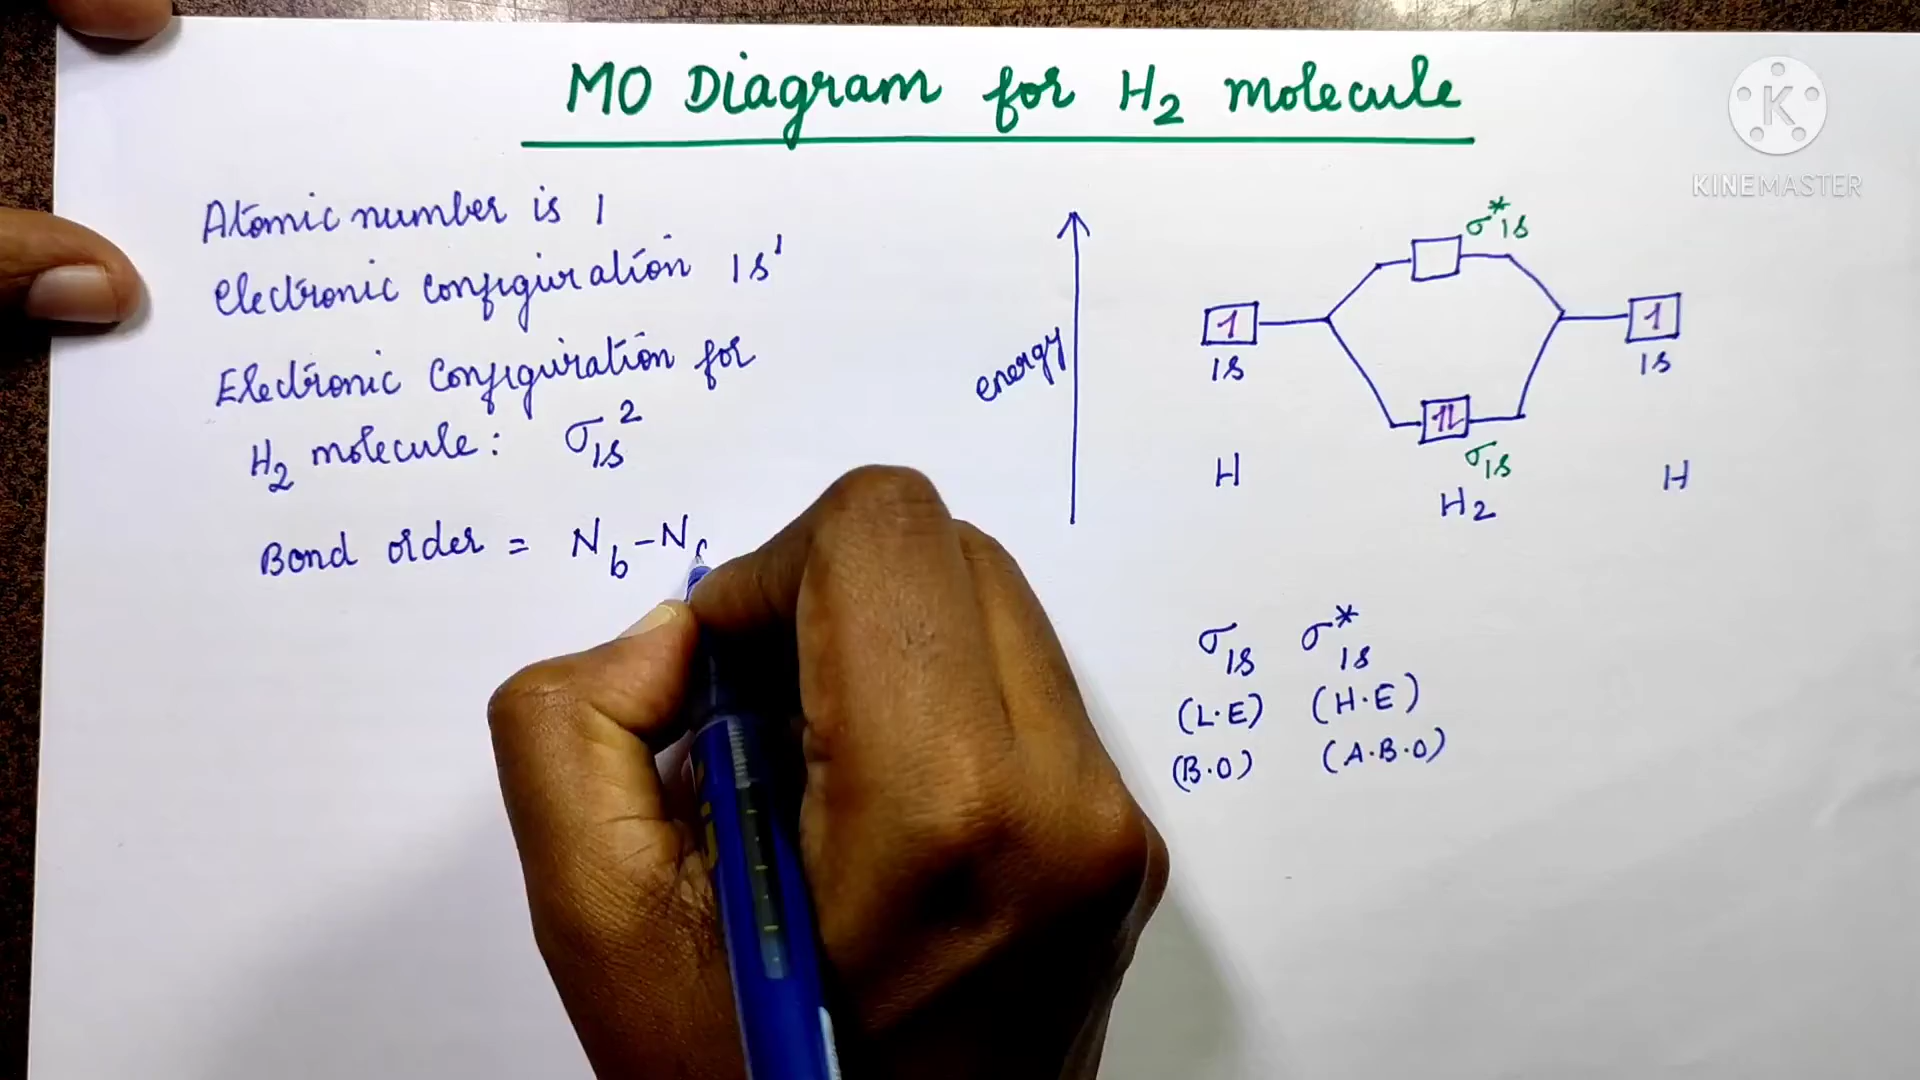 MO Diagram for H₂ molecule
KINEMASTER
Atomic number is 1
Electronic configuration 1s¹
Electronic configuration for
H₂ molecule: σ1s²
Bond order = Nb-N
energy
σ*1s
1 1
1s 1s
1L
σ1s
H H₂ H
σ1s σ*1s
(L.E) (H.E)
(B.O) (A.B.O)